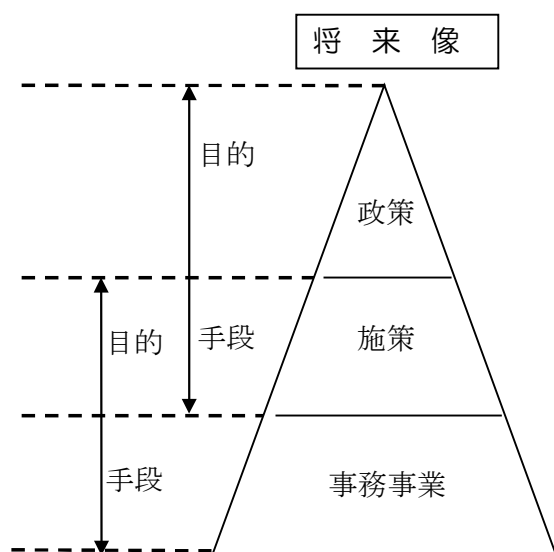 将 来 像
目的
政策
目的
手段
施策
手段
事務事業